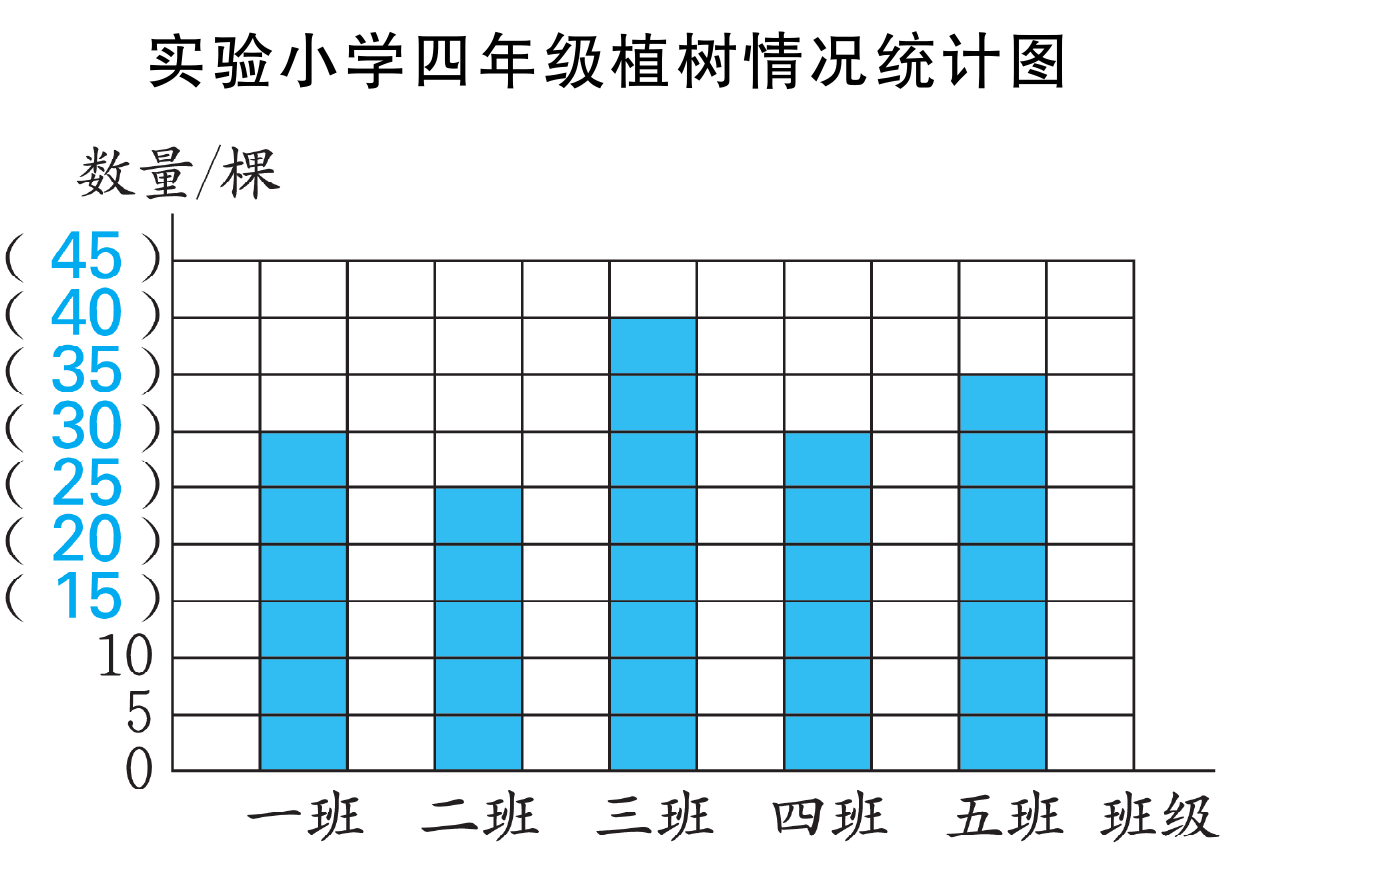 实验小学四年级植树情况统计图
数量/棵
( 45 )
( 40 )
( 35 )
( 30 )
( 25 )
( 20 )
( 15 )
10
5
0
一班 二班 三班 四班 五班 班级